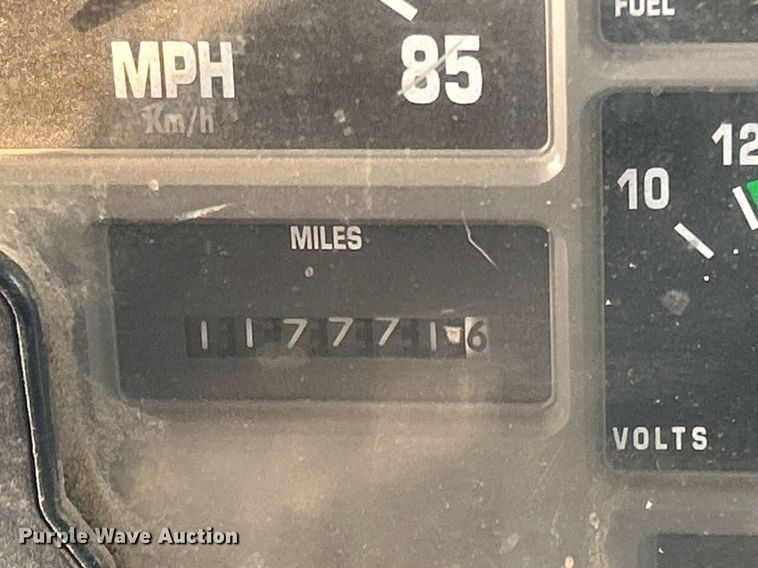 FUEL
MPH 85
Km/h
12
10
MILES
1177716
VOLTS
Purple Wave Auction